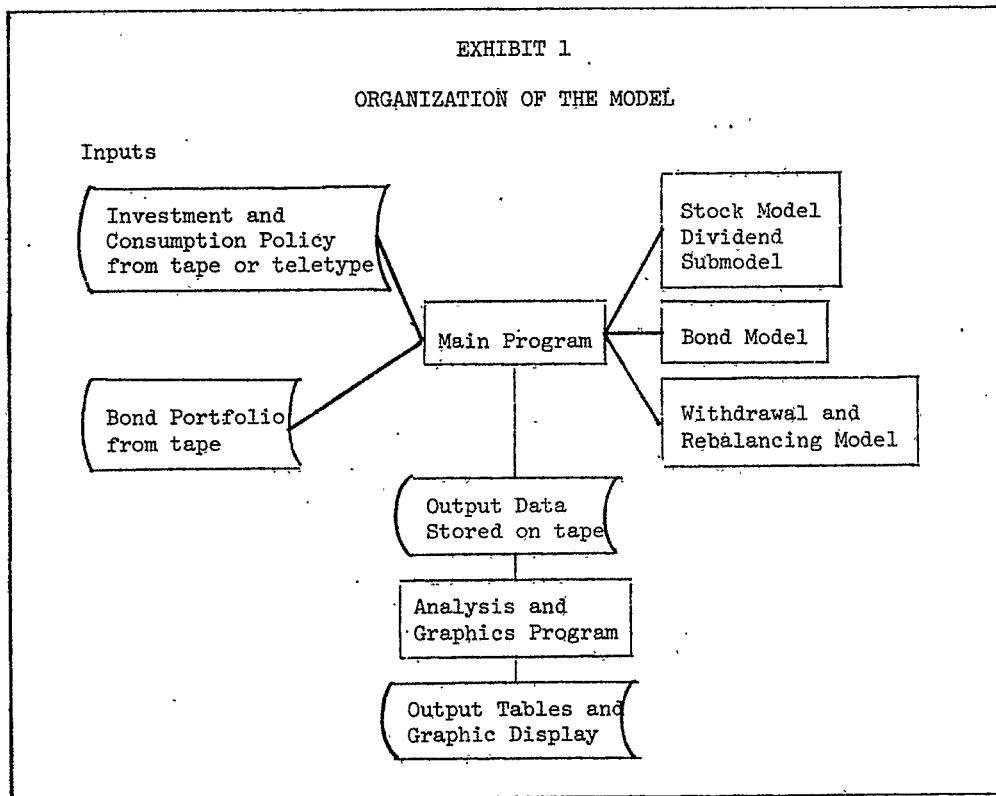 EXHIBIT 1
ORGANIZATION OF THE MODEL
Inputs
Investment and
Consumption Policy
from tape or teletype
Bond Portfolio
from tape
Main Program
Stock Model
Dividend
Submodel
Bond Model
Withdrawal and
Rebalancing Model
Output Data
Stored on tape
Analysis and
Graphics Program
Output Tables and
Graphic Display